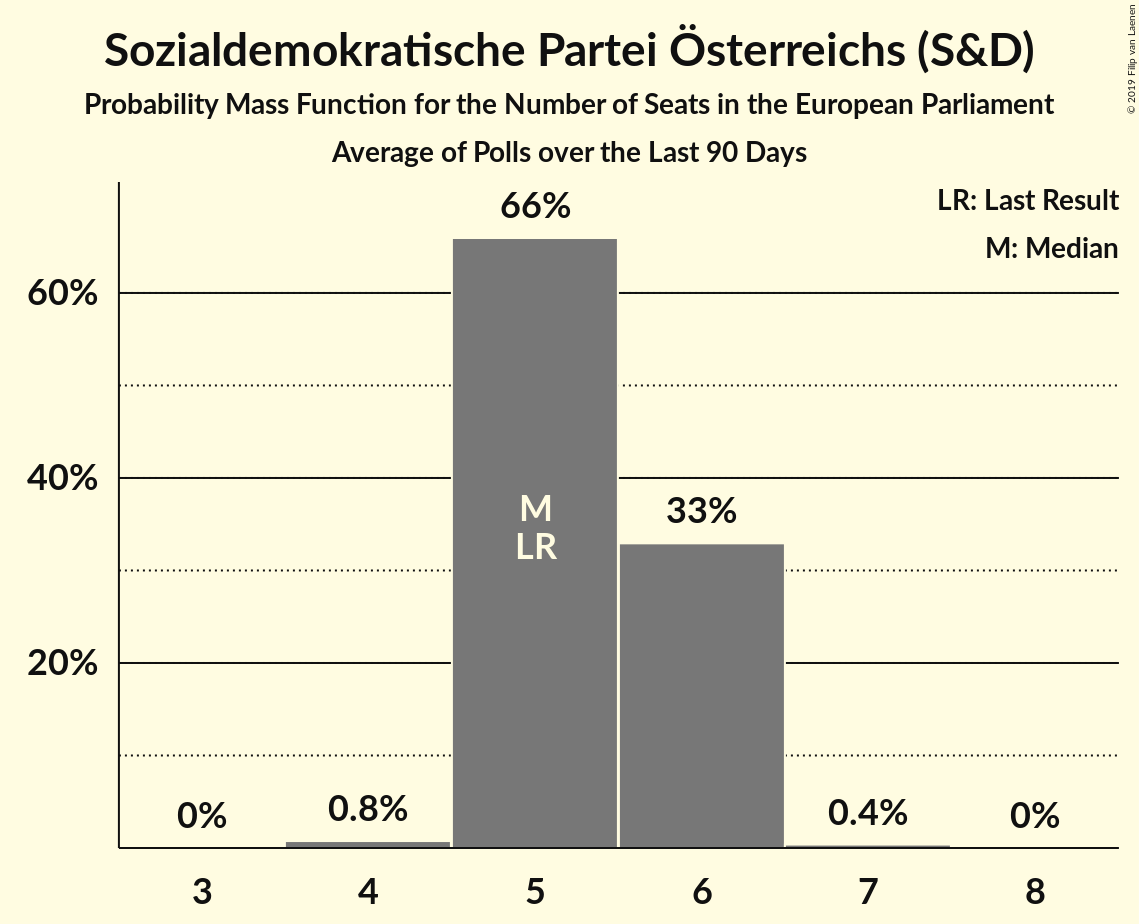 Sozialdemokratische Partei Österreichs (S&D)
Probability Mass Function for the Number of Seats in the European Parliament
Average of Polls over the Last 90 Days
© 2019 Filip van Laenen
LR: Last Result
M: Median
66%
60%
40%
33%
M
LR
20%
0%
0.8%
0.4%
0%
3 4 5 6 7 8